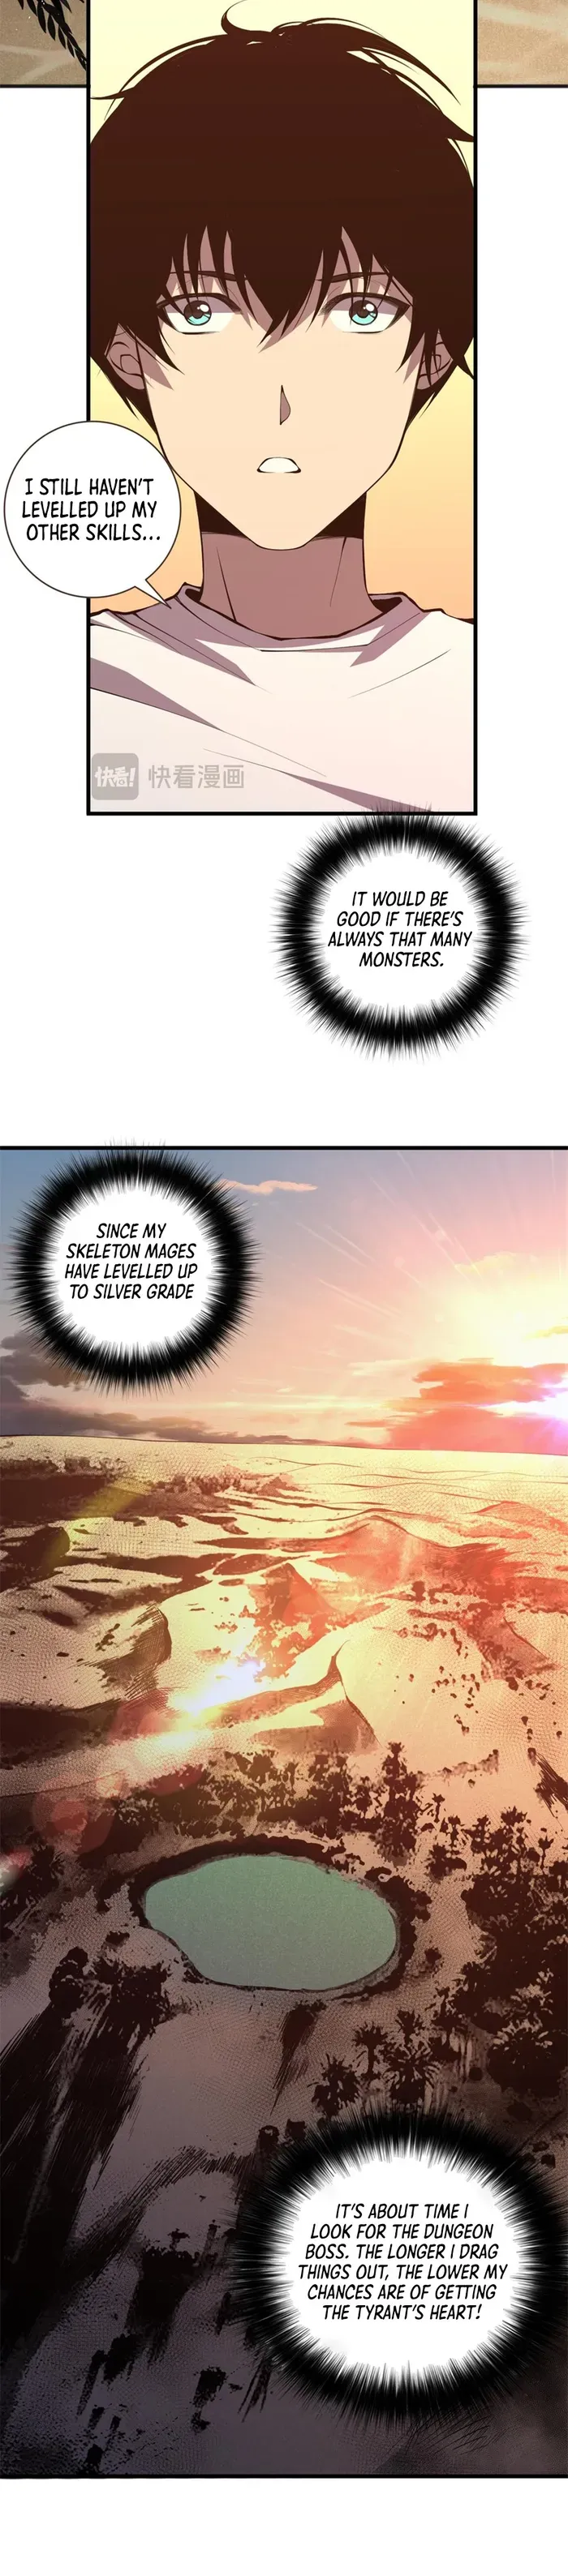 I STILL HAVEN'T
LEVELLED UP MY
OTHER SKILLS...
快看!
快看漫画
IT WOULD BE
GOOD IF THERE'S
ALWAYS THAT MANY
MONSTERS.
SINCE MY
SKELETON MAGES
HAVE LEVELLED UP
TO SILVER GRADE
IT'S ABOUT TIME I
LOOK FOR THE DUNGEON
BOSS. THE LONGER I DRAG
THINGS OUT, THE LOWER MY
CHANCES ARE OF GETTING
THE TYRANT'S HEART!